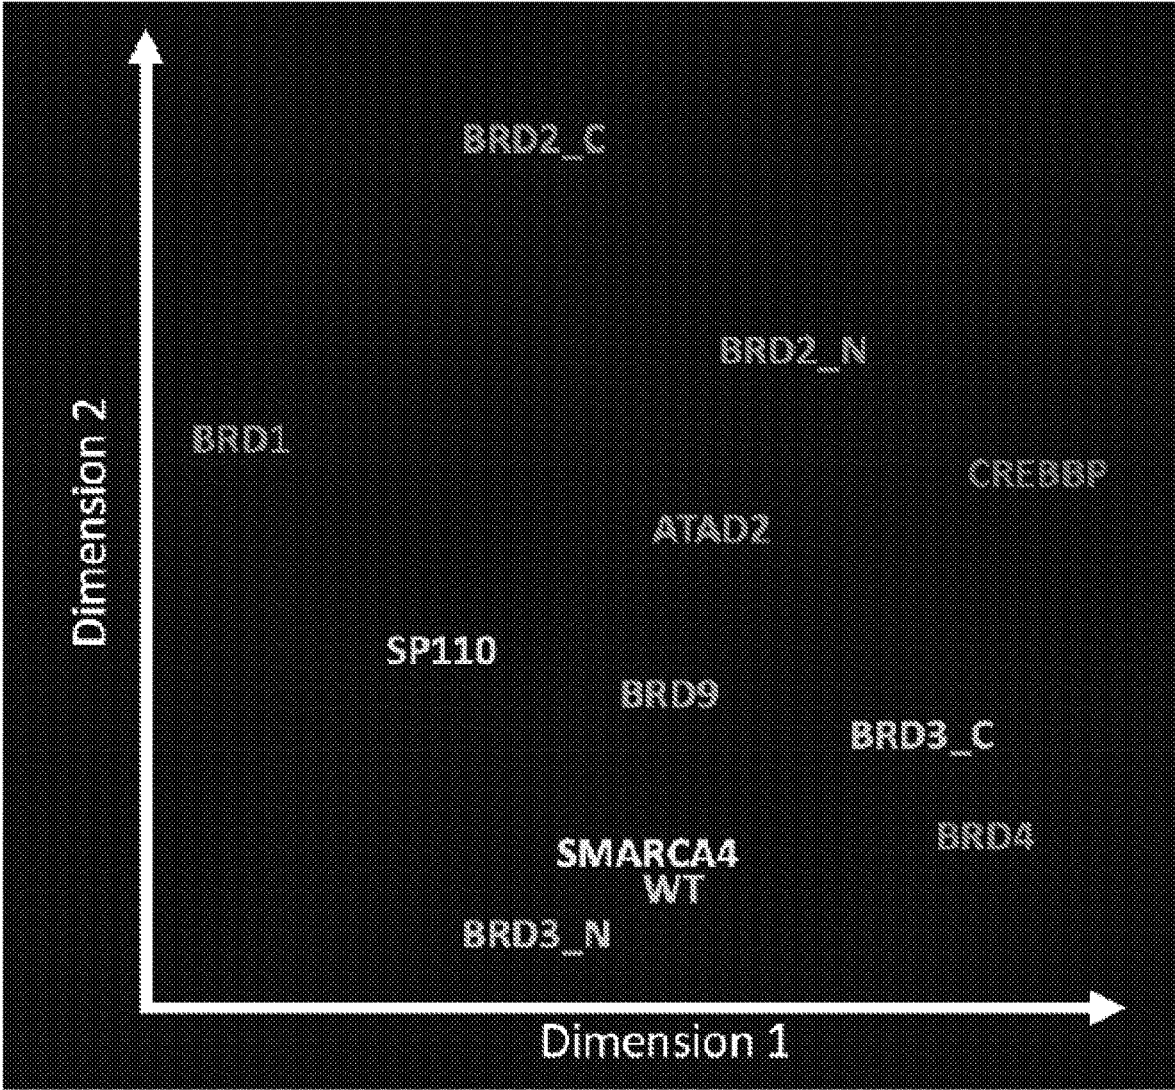 BRD2_C
BRD2_N
BRD1
CREBBP
ATAD2
SP110
BRD9
BRD3_C
BRD4
SMARCA4
WT
BRD3_N
Dimension 2
Dimension 1